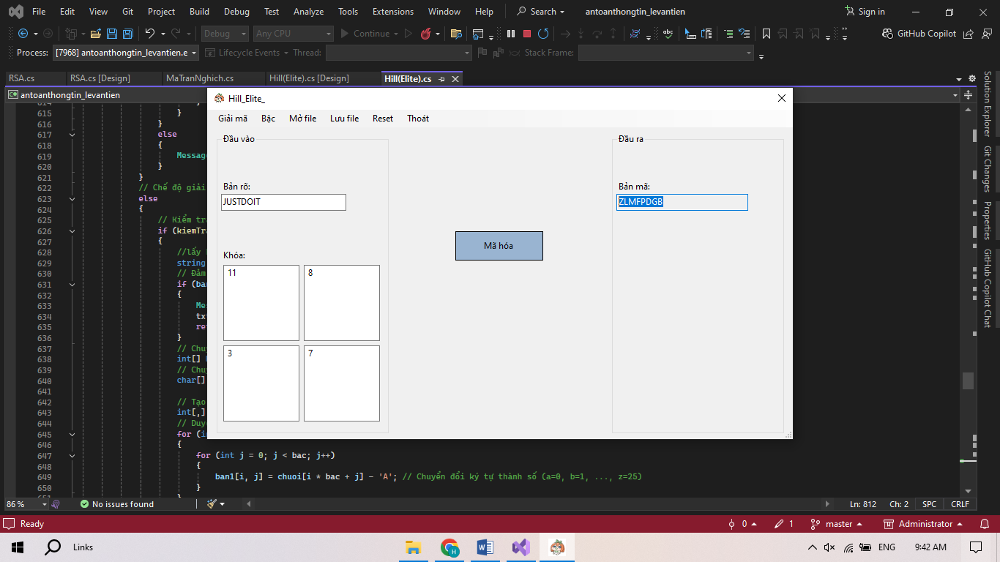 File Edit View Git Project Build Debug Test Analyze Tools Extensions Window Help Search antoanthongtin_levantien Sign in
Debug Any CPU Continue GitHub Copilot
Process: [7968] antoanthongtin_levantien.e Lifecycle Events Thread: Stack Frame:
RSA.cs RSA.cs [Design] MaTranNghich.cs Hill(Elite).cs [Design] Hill(Elite).cs
antoanthongtin_levantien
Hill_Elite_
Giải mã Bậc Mở file Lưu file Reset Thoát
Đầu vào
Bản rõ:
JUSTDOIT
Khóa:
11 8
3 7
Mã hóa
Đầu ra
Bản mã:
ZLMFPDGB
614 }
615 }
616 }
617 else
618 {
619 Message
620 }
621 }
622 // Chế độ giải
623 else
624 {
625 // Kiểm tra
626 if (kiemTra
627 {
628 //lấy
629 string
630 // Đảm
631 if (ban
632 {
633 Mes
634 tx
635 re
636 }
637 // Chuy
638 int[]
639 // Chuy
640 char[]
641
642 // Tạo
643 int[,]
644 // Duy
645 for (in
646 {
647 for (int j = 0; j < bac; j++)
648 {
649 ban1[i, j] = chuoi[i * bac + j] - 'A'; // Chuyển đổi ký tự thành số (a=0, b=1, ..., z=25)
650 }
651 }
Solution Explorer
Git Changes
Properties
GitHub Copilot Chat
86 % No issues found Ln: 812 Ch: 2 SPC CRLF
Ready 0 1 master Administrator
Links ENG 9:42 AM